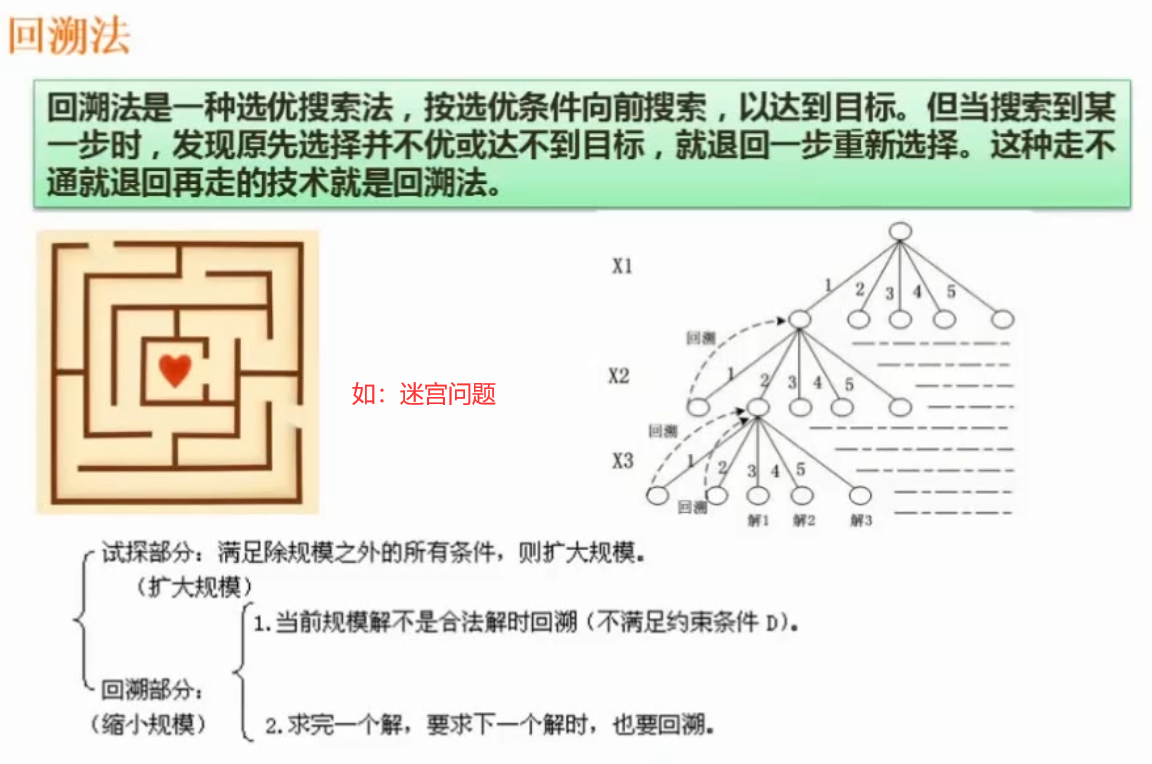 回溯法
回溯法是一种选优搜索法，按选优条件向前搜索，以达到目标。但当搜索到某
一步时，发现原先选择并不优或达不到目标，就退回一步重新选择。这种走不
通就退回再走的技术就是回溯法。
如：迷宫问题
X1
1 2 3 4 5
回溯
X2
1 2 3 4 5
回溯
X3
1 2 3 4 5
回溯
解1 解2 解3
试探部分：满足除规模之外的所有条件，则扩大规模。
（扩大规模）
1.当前规模解不是合法解时回溯（不满足约束条件 D）。
回溯部分：
（缩小规模）
2.求完一个解，要求下一个解时，也要回溯。